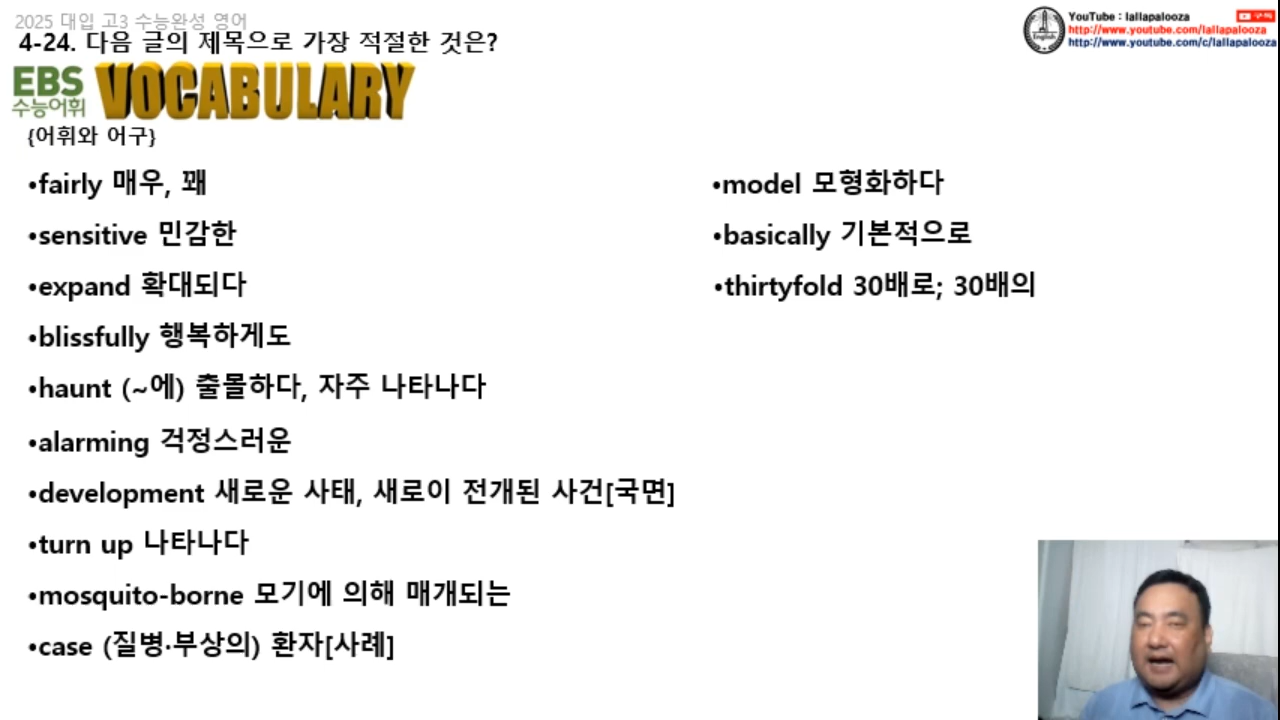 2025 대입 고3 수능완성 영어
4-24. 다음 글의 제목으로 가장 적절한 것은?
YouTube : lallapalooza
구독
http://www.youtube.com/lallapalooza
http://www.youtube.com/c/lallapalooza
English
EBS
수능어휘
VOCABULARY
{어휘와 어구}
•fairly 매우, 꽤
•sensitive 민감한
•expand 확대되다
•blissfully 행복하게도
•haunt (~에) 출몰하다, 자주 나타나다
•alarming 걱정스러운
•development 새로운 사태, 새로이 전개된 사건[국면]
•turn up 나타나다
•mosquito-borne 모기에 의해 매개되는
•case (질병·부상의) 환자[사례]
•model 모형화하다
•basically 기본적으로
•thirtyfold 30배로; 30배의